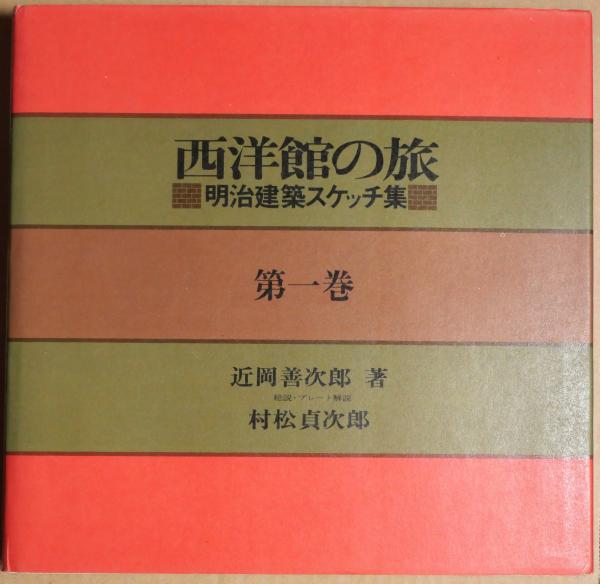 西洋館の旅
明治建築スケッチ集
第一巻
近岡善次郎 著
総説・プレート解説
村松貞次郎